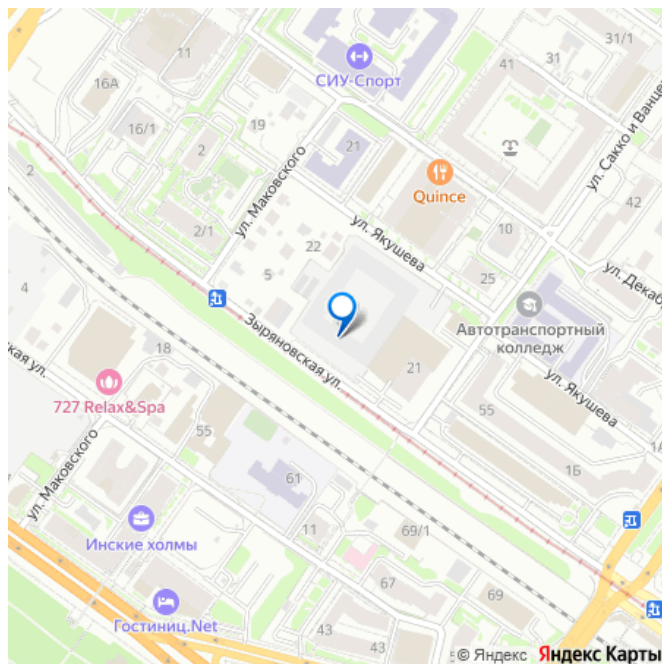 31/1
11
31
41
СИУ-Спорт
16А
16/1
19
21
2
ул. Сакко и Ванце
2
ул. Маковского
Quince
42
10
2/1
22
ул. Якушева
5
25
ул. Декаб
4
Автотранспортный
колледж
Зыряновская ул.
18
ская ул.
21
727 Relax&Spa
ул. Якушева
55
55
ул. Маковского
1А
61
1Б
Инские холмы
11
69/1
67
69
Гостиниц.Net
43
43
© Яндекс Яндекс Карты